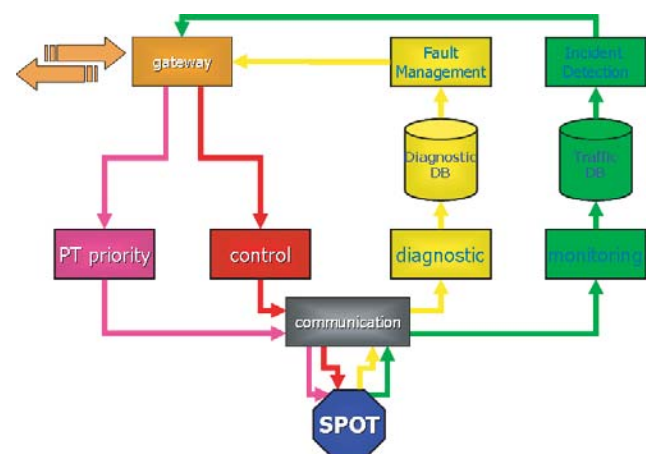 gateway
Fault
Management
Incident
Detection
Diagnostic
DB
Traffic
DB
PT priority
control
diagnostic
monitoring
communication
SPOT